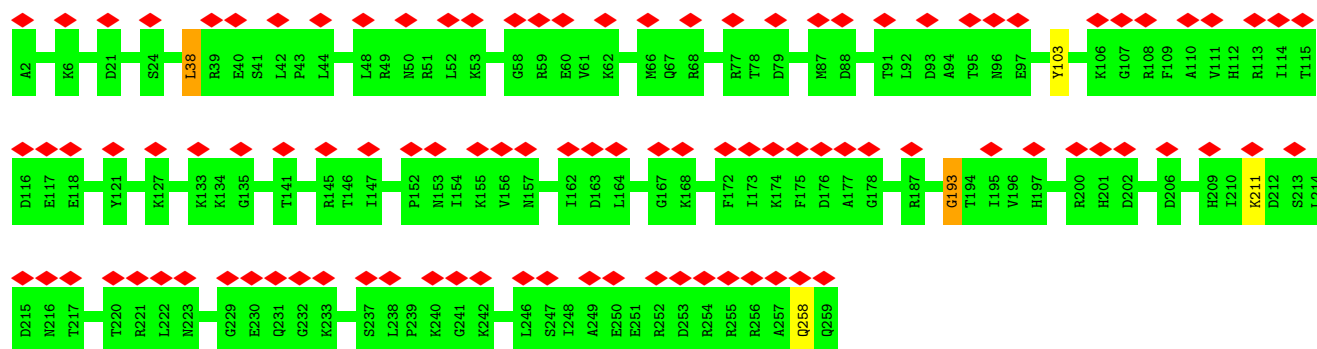 A2 K6 D21 S24 L38 R39 E40 S41 L42 P43 L44 L48 R49 N50 R51 L52 K53 G58 R59 E60 V61 K62 M66 Q67 R68 R77 T78 D79 M87 D88 T91 L92 D93 A94 T95 N96 E97 Y103 K106 G107 R108 F109 A110 V111 H112 R113 I114 T115
D116 E117 E118 Y121 K127 K133 K134 G135 T141 R145 T146 I147 P152 N153 I154 K155 V156 N157 I162 D163 L164 G167 K168 F172 I173 K174 F175 D176 A177 G178 R187 G193 T194 I195 V196 H197 R200 H201 D202 D206 H209 I210 K211 D212 S213 L214
D215 N216 T217 T220 R221 L222 N223 G229 E230 Q231 G232 K233 S237 L238 P239 K240 G241 K242 L246 S247 I248 A249 E250 E251 R252 D253 R254 R255 R256 A257 Q258 Q259